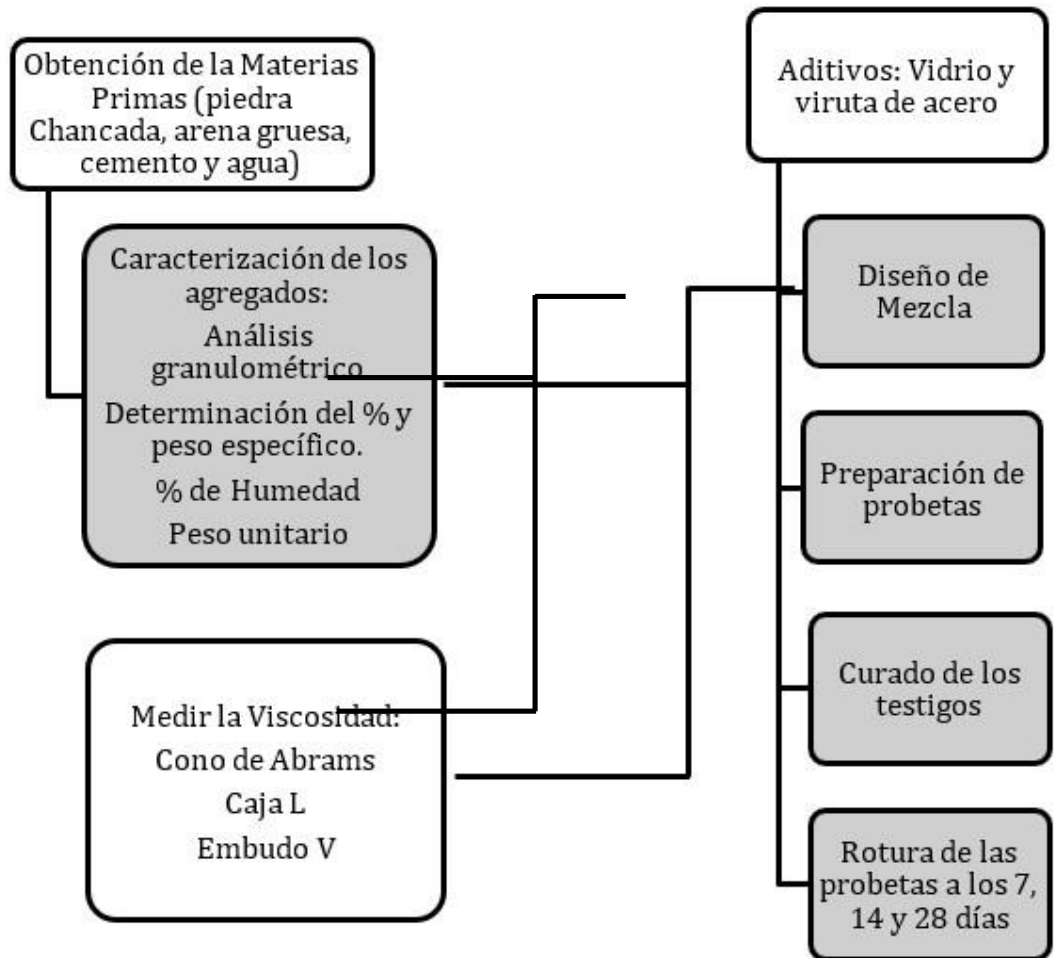 Obtención de la Materias
Primas (piedra
Chancada, arena gruesa,
cemento y agua)
Caracterización de los
agregados:
Análisis
granulométrico
Determinación del % y
peso específico.
% de Humedad
Peso unitario
Medir la Viscosidad:
Cono de Abrams
Caja L
Embudo V
Aditivos: Vidrio y
viruta de acero
Diseño de
Mezcla
Preparación de
probetas
Curado de los
testigos
Rotura de las
probetas a los 7,
14 y 28 días